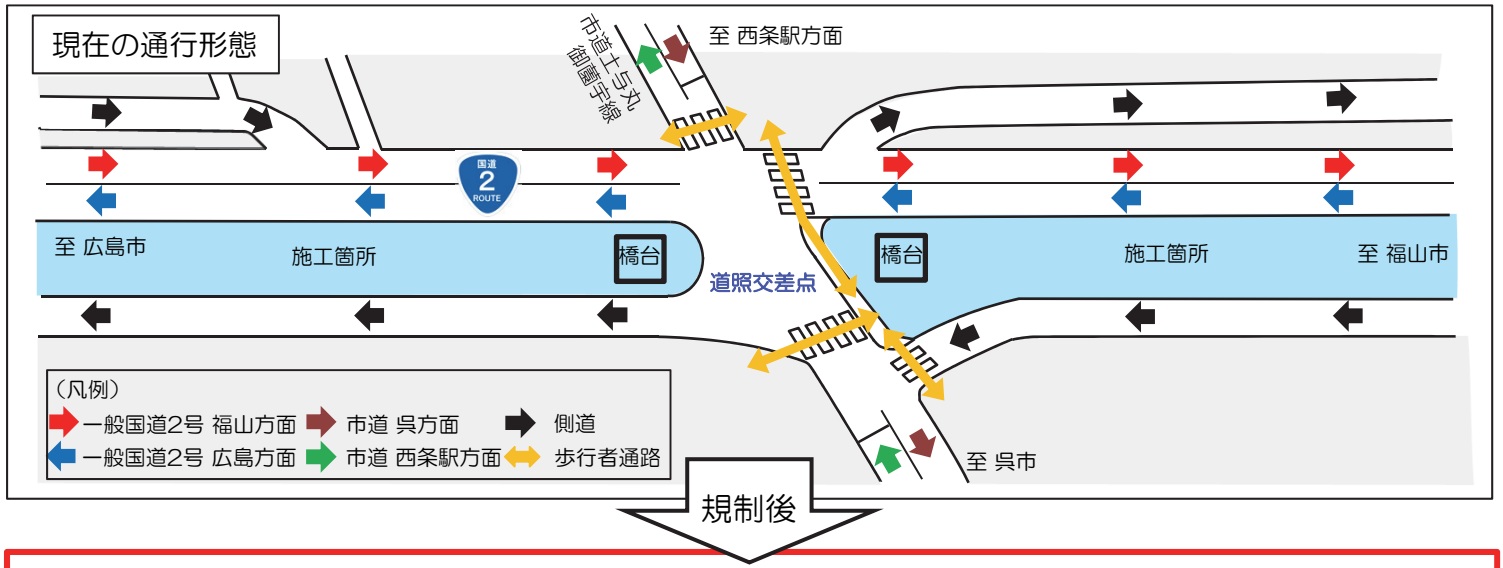 現在の通行形態
市道土与丸
御薗宇線
至 西条駅方面
国道
2
ROUTE
至 広島市
施工箇所
橋台
道照交差点
橋台
施工箇所
至 福山市
(凡例)
一般国道2号 福山方面
市道 呉方面
側道
一般国道2号 広島方面
市道 西条駅方面
歩行者通路
至 呉市
規制後